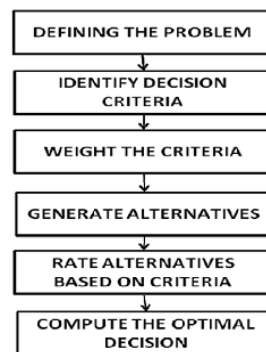 DEFINING THE PROBLEM
IDENTIFY DECISION
CRITERIA
WEIGHT THE CRITERIA
GENERATE ALTERNATIVES
RATE ALTERNATIVES
BASED ON CRITERIA
COMPUTE THE OPTIMAL
DECISION